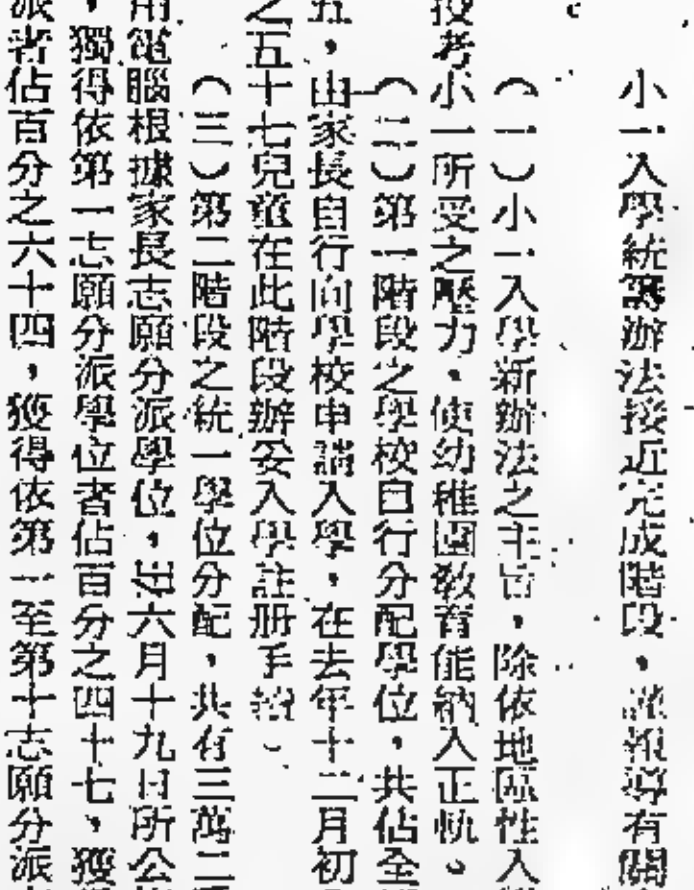 小一入學統籌辦法接近完成階段，謹報導有關
（一）小一入學新辦法之主旨，除依地區性入
投考小一所受之壓力，使幼稚園教育能納入正軌。
（二）第一階段之學校自行分配學位，共佔全
五，由家長自行向學校申請入學，在去年十二月初
之五十七兒童在此階段辦妥入學註册手續。
（三）第二階段之統一學位分配，共有三萬二
用電腦根據家長志願分派學位，六月十九日所公
，獨得依第一志願分派學位者佔百分之四十七，獲
派者佔百分之六十四，獲得依第一至第十志願分派